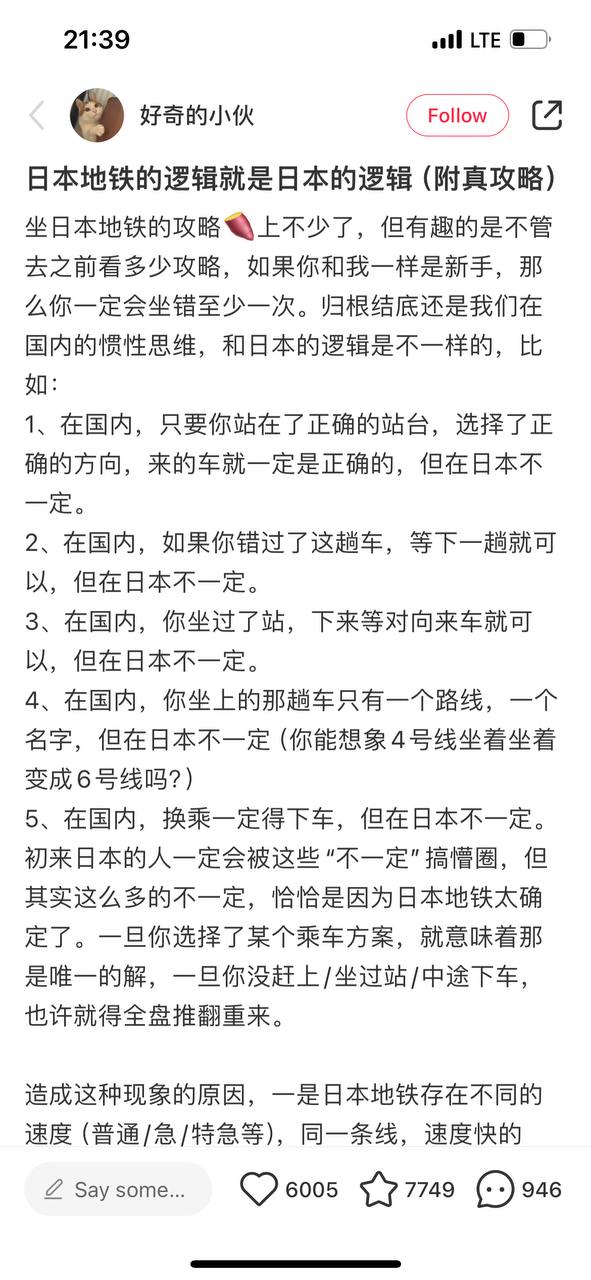 21:39
LTE
好奇的小伙
Follow
日本地铁的逻辑就是日本的逻辑（附真攻略）
坐日本地铁的攻略🍠上不少了，但有趣的是不管
去之前看多少攻略，如果你和我一样是新手，那
么你一定会坐错至少一次。归根结底还是我们在
国内的惯性思维，和日本的逻辑是不一样的，比
如：
1、在国内，只要你站在了正确的站台，选择了正
确的方向，来的车就一定是正确的，但在日本不
一定。
2、在国内，如果你错过了这趟车，等下一趟就可
以，但在日本不一定。
3、在国内，你坐过了站，下来等对向来车就可
以，但在日本不一定。
4、在国内，你坐上的那趟车只有一个路线，一个
名字，但在日本不一定（你能想象4号线坐着坐着
变成6号线吗?）
5、在国内，换乘一定得下车，但在日本不一定。
初来日本的人一定会被这些“不一定”搞懵圈，但
其实这么多的不一定，恰恰是因为日本地铁太确
定了。一旦你选择了某个乘车方案，就意味着那
是唯一的解，一旦你没赶上/坐过站/中途下车，
也许就得全盘推翻重来。
造成这种现象的原因，一是日本地铁存在不同的
速度（普通/急/特急等），同一条线，速度快的
Say some...
6005
7749
946